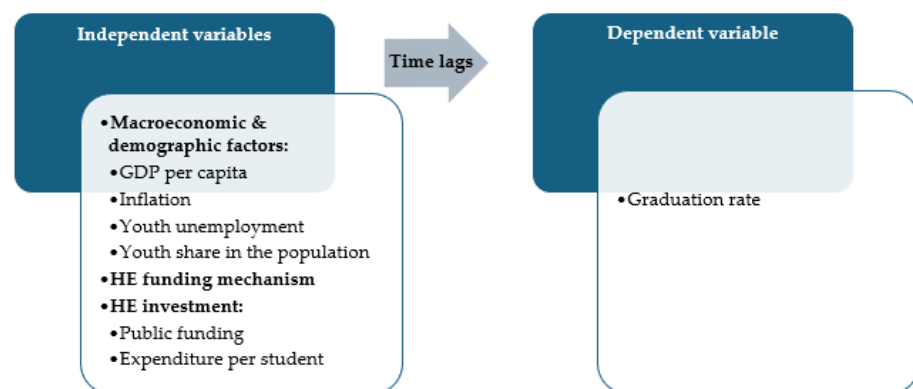 Independent variables
•Macroeconomic &
demographic factors:
•GDP per capita
•Inflation
•Youth unemployment
•Youth share in the population
•HE funding mechanism
•HE investment:
•Public funding
•Expenditure per student
Time lags
Dependent variable
•Graduation rate